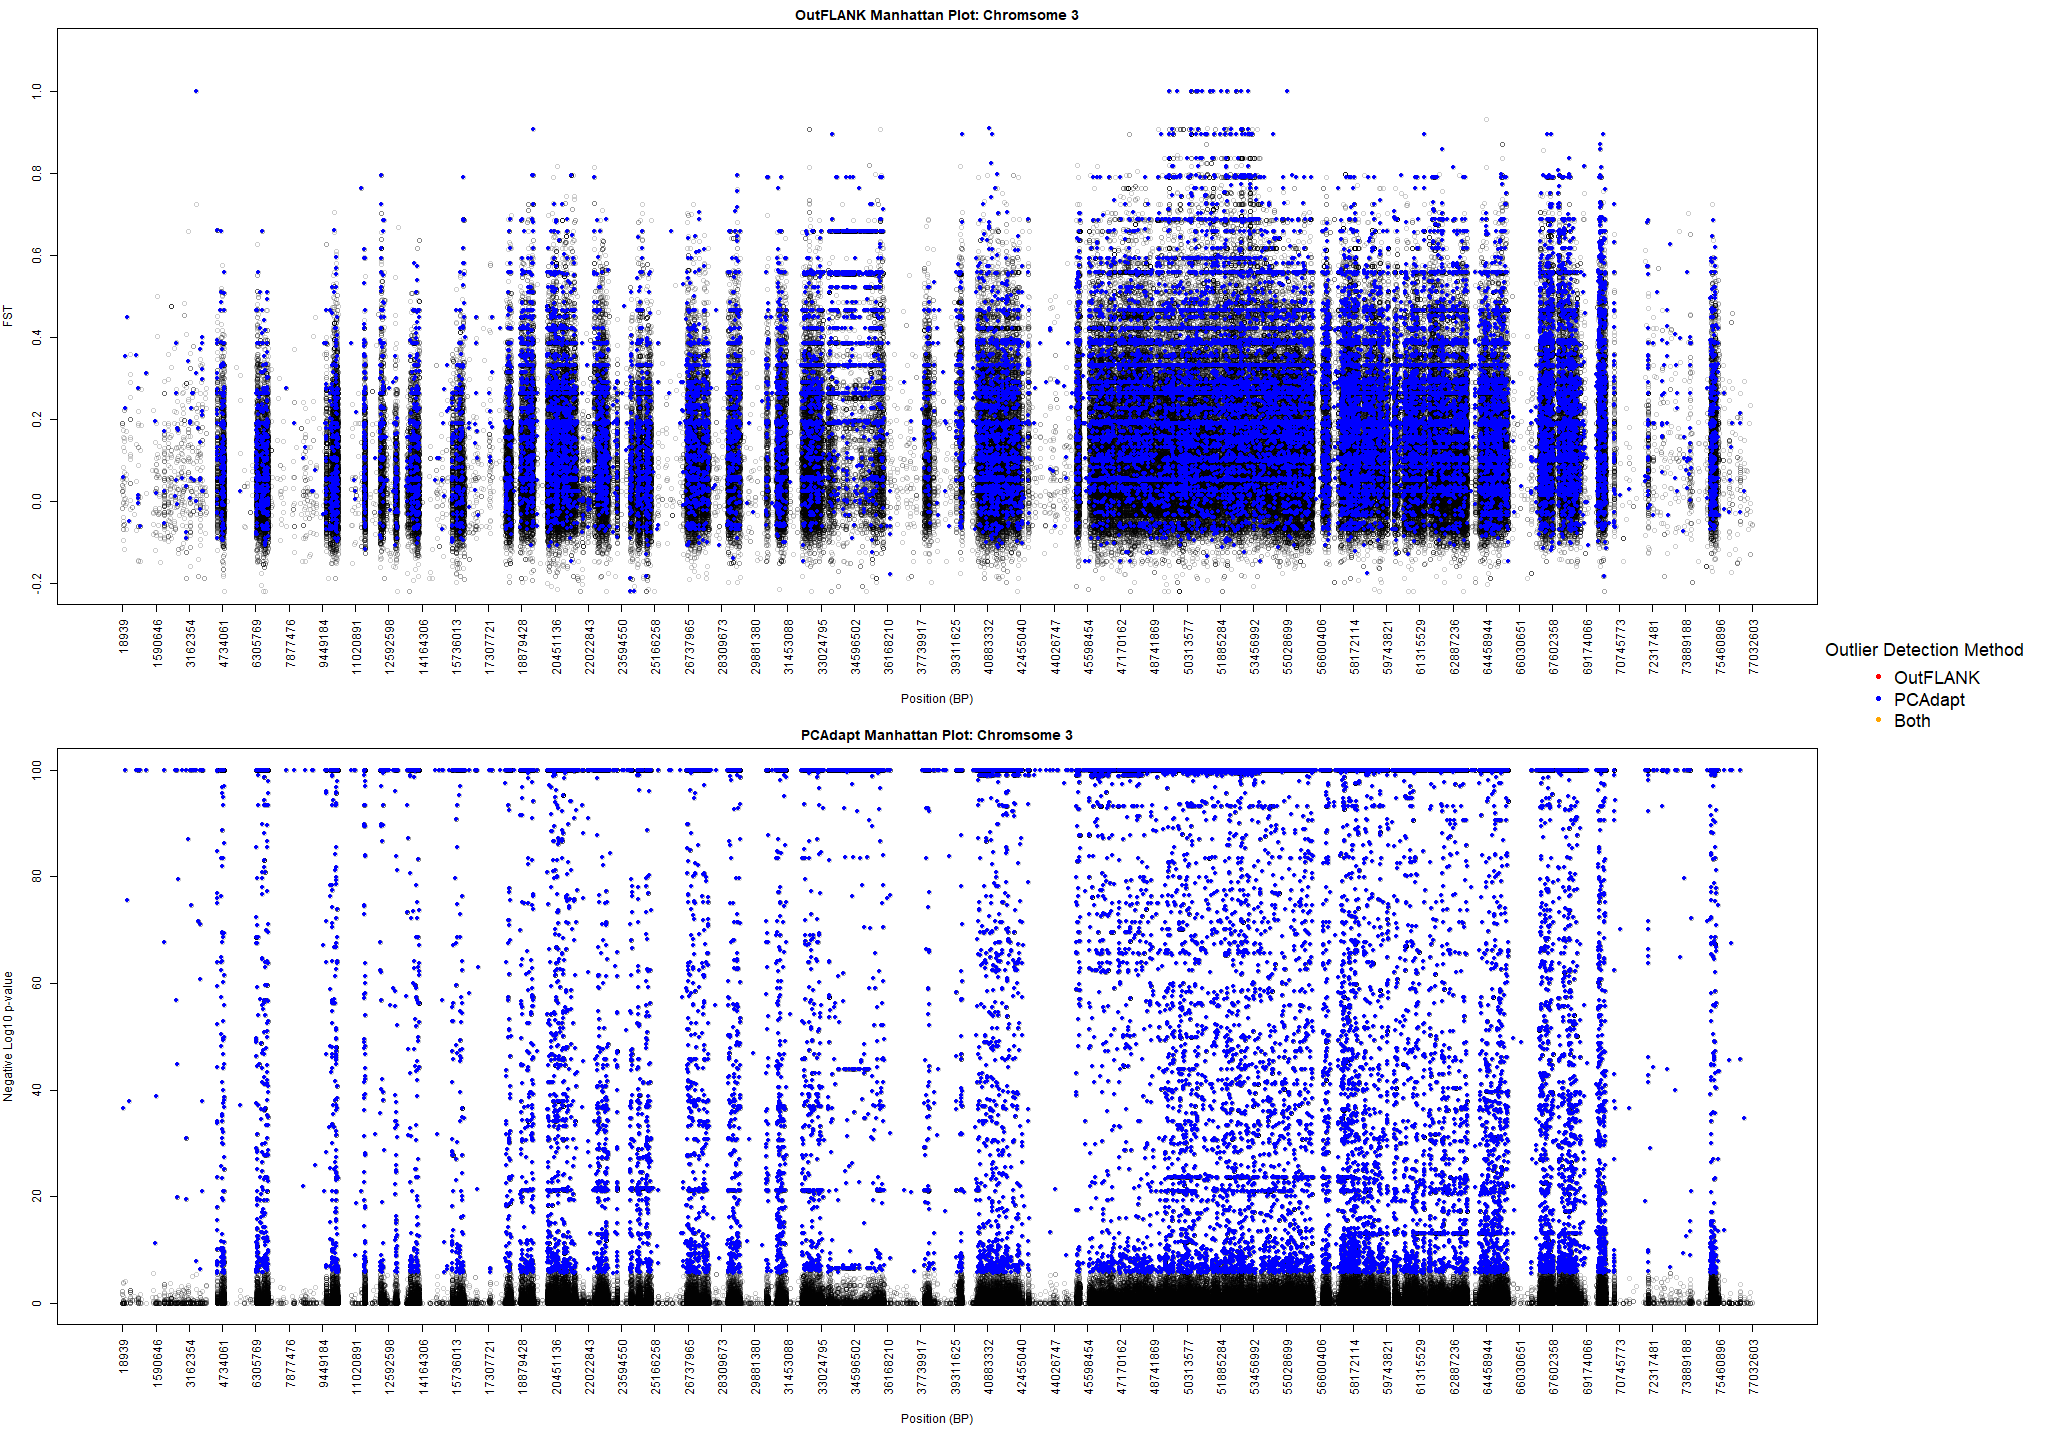 OutFLANK Manhattan Plot: Chromsome 3
1.0
0.8
0.6
0.4
0.2
0.0
-0.2
FST
18939 1590646 3162354 4734061 6305769 7877476 9449184 11020891 12592598 14164306 15736013 17307721 18879428 20451136 22022843 23594550 25166258 26737965 28309673 29881380 31453088 33024795 34596502 36168210 37739917 39311625 40883332 42455040 44026747 45598454 47170162 48741869 50313577 51885284 53456992 55028699 56600406 58172114 59743821 61315529 62887236 64458944 66030651 67602358 69174066 70745773 72317481 73889188 75460896 77032603
Position (BP)
Outlier Detection Method
OutFLANK
PCAdapt
Both
PCAdapt Manhattan Plot: Chromsome 3
100
80
60
40
20
0
Negative Log10 p-value
18939 1590646 3162354 4734061 6305769 7877476 9449184 11020891 12592598 14164306 15736013 17307721 18879428 20451136 22022843 23594550 25166258 26737965 28309673 29881380 31453088 33024795 34596502 36168210 37739917 39311625 40883332 42455040 44026747 45598454 47170162 48741869 50313577 51885284 53456992 55028699 56600406 58172114 59743821 61315529 62887236 64458944 66030651 67602358 69174066 70745773 72317481 73889188 75460896 77032603
Position (BP)